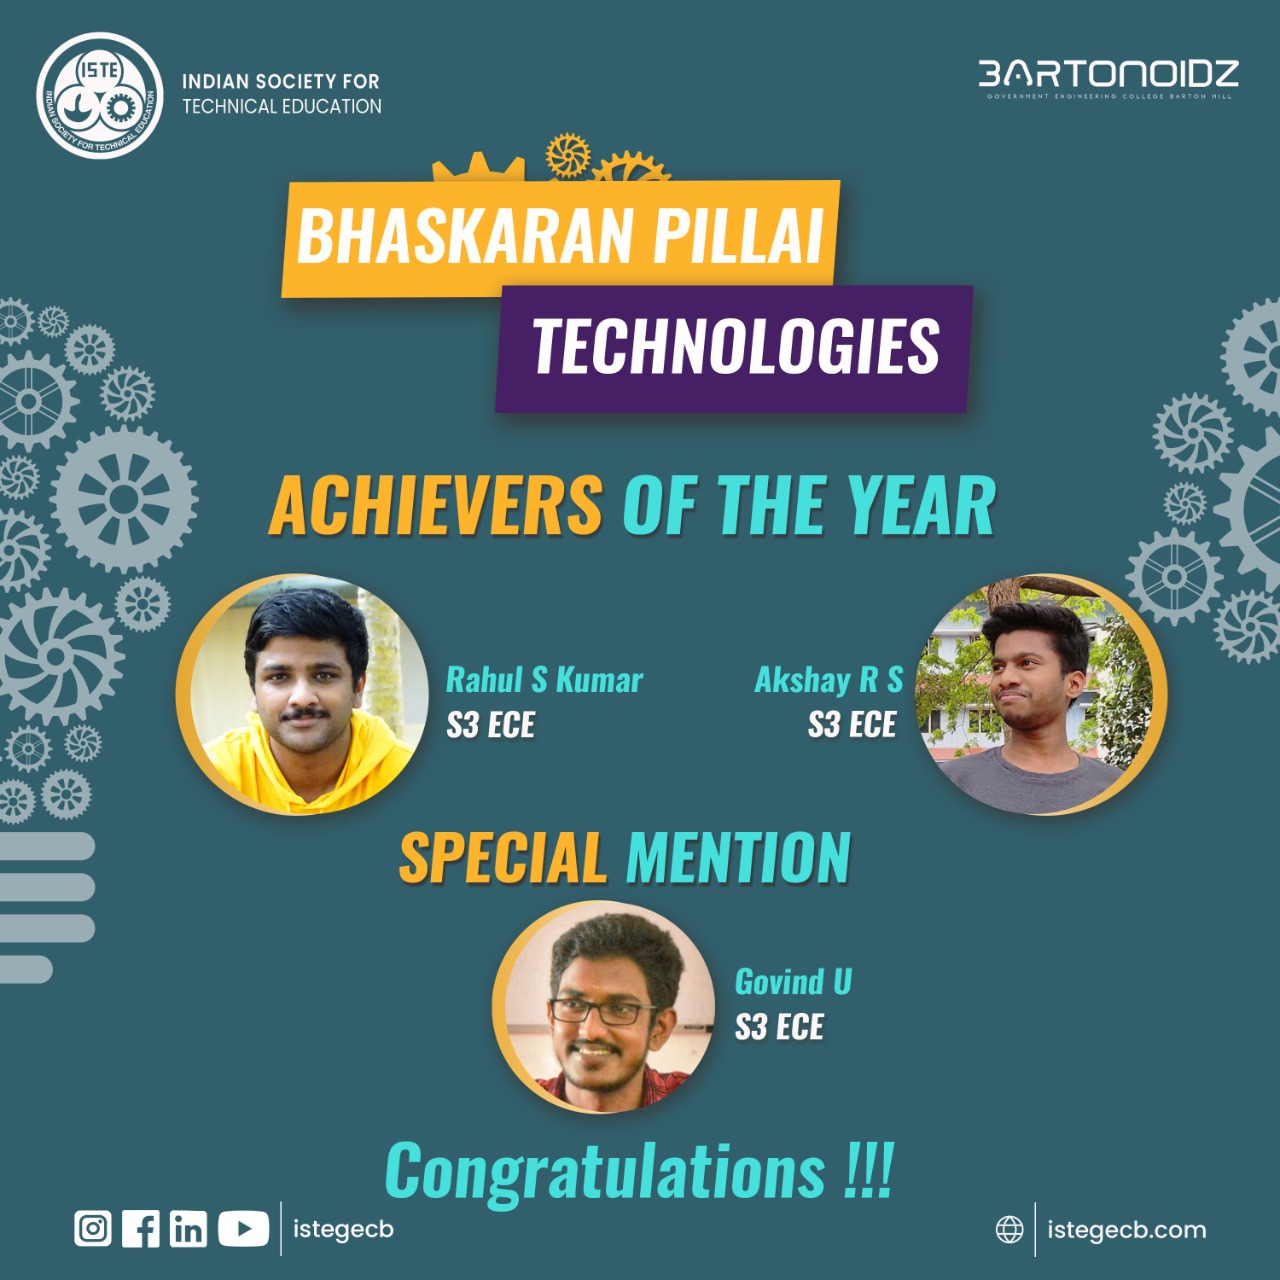 ISTE
INDIAN SOCIETY FOR TECHNICAL EDUCATION
INDIAN SOCIETY FOR
TECHNICAL EDUCATION
BARTONOIDZ
GOVERNMENT ENGINEERING COLLEGE BARTON HILL
BHASKARAN PILLAI
TECHNOLOGIES
ACHIEVERS OF THE YEAR
Rahul S Kumar
S3 ECE
Akshay R S
S3 ECE
SPECIAL MENTION
Govind U
S3 ECE
Congratulations !!!
istegecb
istegecb.com